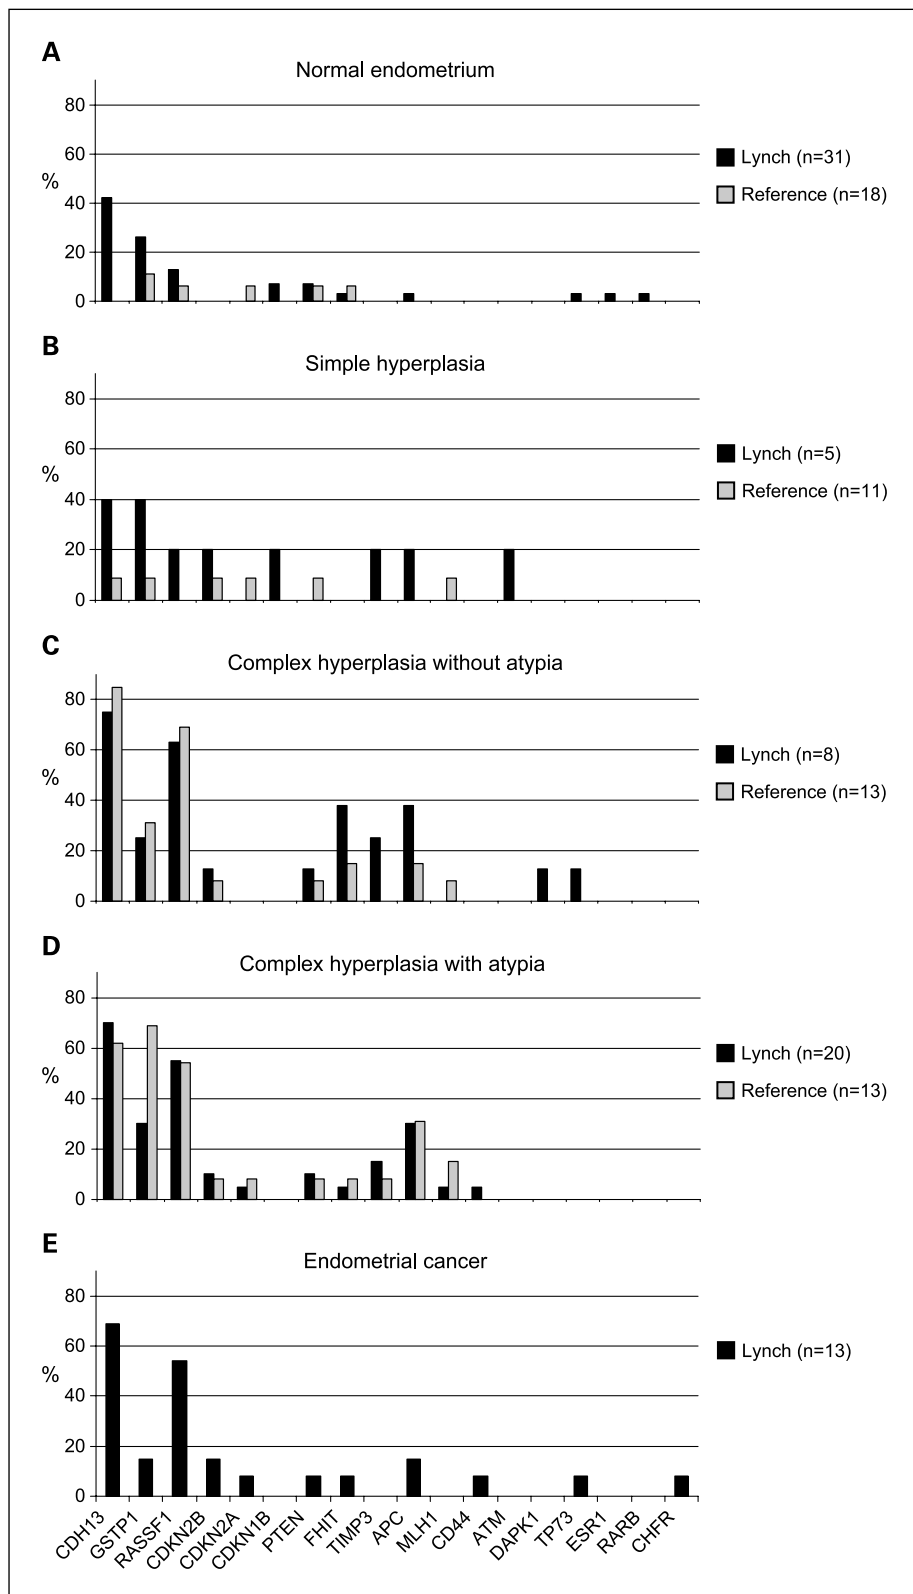 A
Normal endometrium
80
60
%
40
20
0
Lynch (n=31)
Reference (n=18)
B
Simple hyperplasia
80
60
%
40
20
0
Lynch (n=5)
Reference (n=11)
C
Complex hyperplasia without atypia
80
60
%
40
20
0
Lynch (n=8)
Reference (n=13)
D
Complex hyperplasia with atypia
80
60
%
40
20
0
Lynch (n=20)
Reference (n=13)
E
Endometrial cancer
80
60
%
40
20
0
Lynch (n=13)
CDH13
GSTP1
RASSF1
CDKN2B
CDKN2A
CDKN1B
PTEN
FHIT
TIMP3
APC
MLH1
CD44
ATM
DAPK1
TP73
ESR1
RARB
CHFR